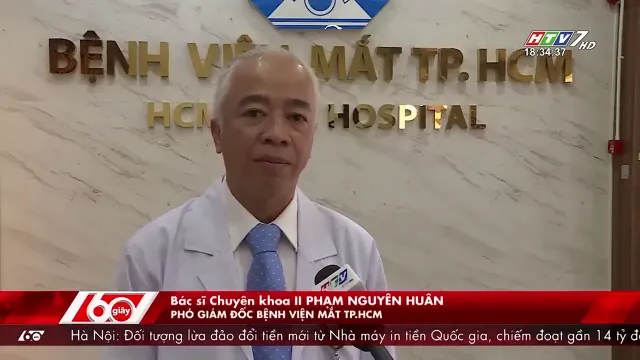 HTV7 HD
18:34:37
BỆNH VIỆN MẮT TP. HCM
HCM HOSPITAL
HTV
60 giây
Bác sĩ Chuyên khoa II PHẠM NGUYÊN HUÂN
PHÓ GIÁM ĐỐC BỆNH VIỆN MẮT TP.HCM
Hà Nội: Đối tượng lừa đảo đổi tiền mới từ Nhà máy in tiền Quốc gia, chiếm đoạt gần 14 tỷ